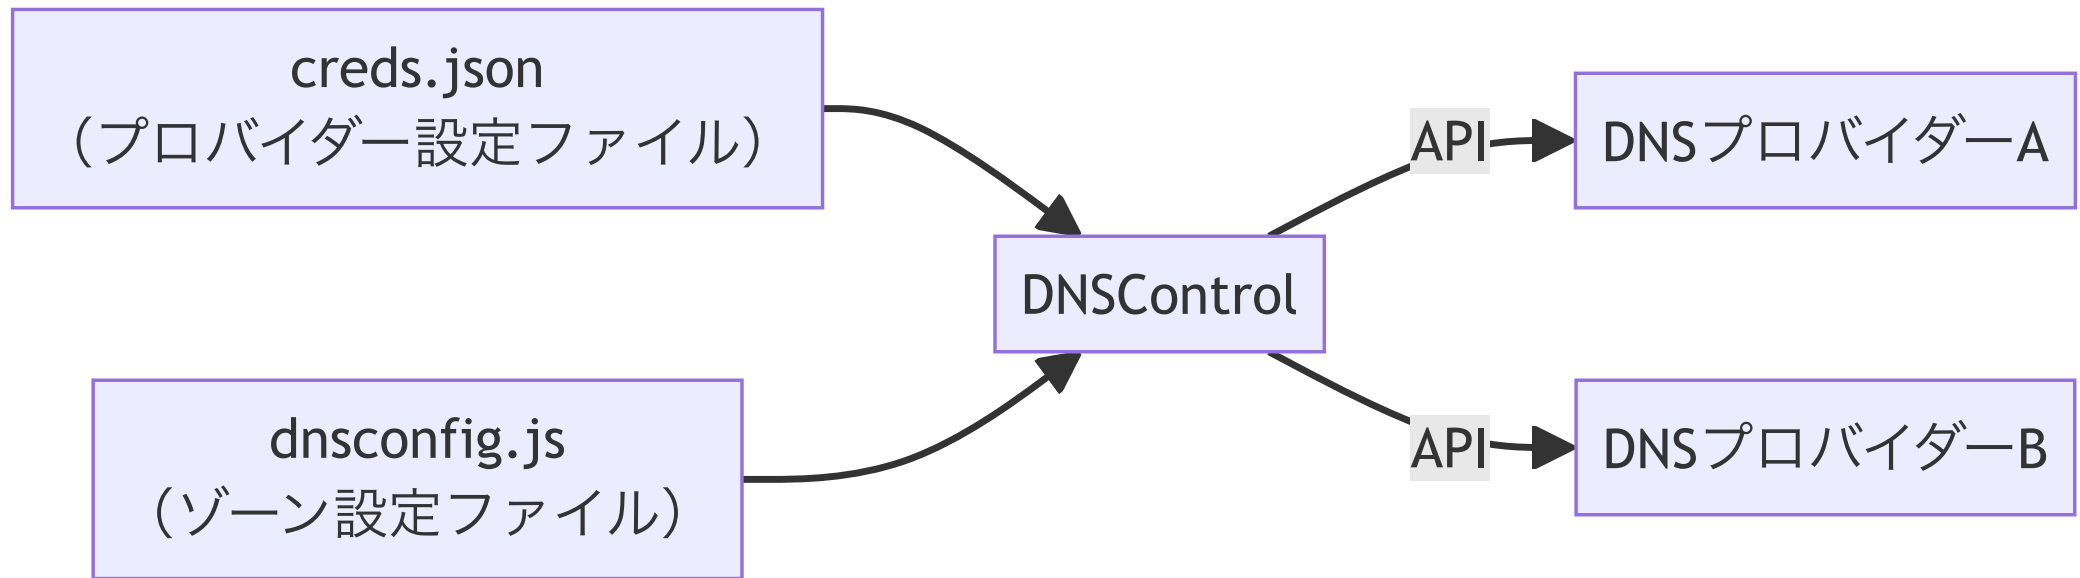 creds.json
（プロバイダー設定ファイル）
dnsconfig.js
（ゾーン設定ファイル）
DNSControl
API
API
DNSプロバイダーA
DNSプロバイダーB